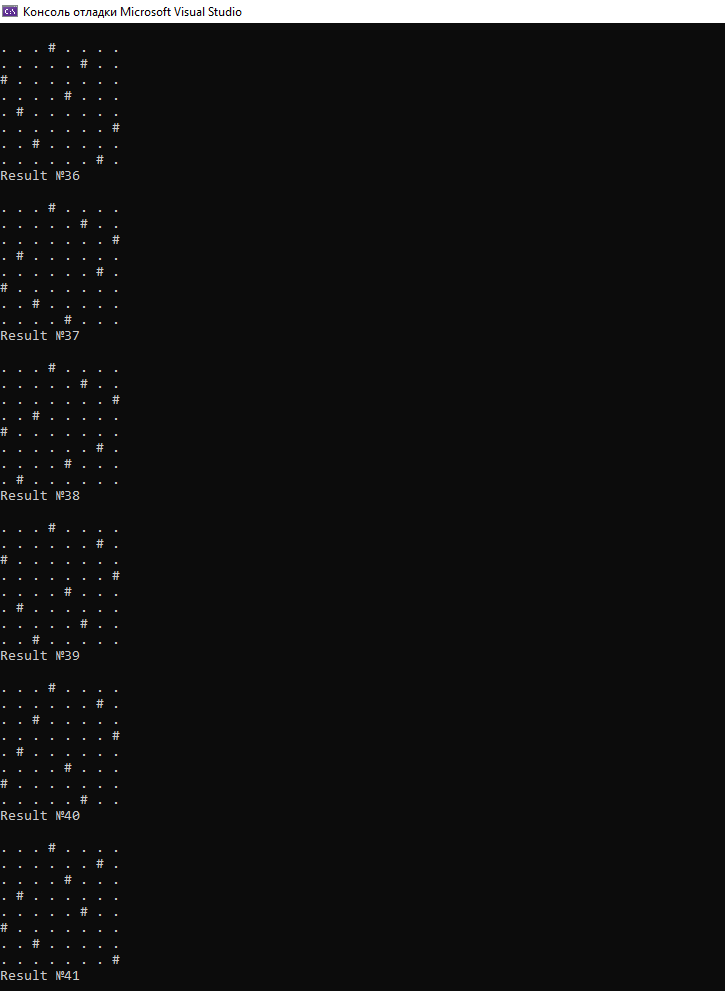 Консоль отладки Microsoft Visual Studio
. . . # . . . .
. . . . . # . .
# . . . . . . .
. . . . # . . .
. # . . . . . .
. . . . . . . #
. . # . . . . .
. . . . . . # .
Result №36
. . . # . . . .
. . . . . # . .
. . . . . . . #
. # . . . . . .
. . . . . . # .
# . . . . . . .
. . # . . . . .
. . . . # . . .
Result №37
. . . # . . . .
. . . . . # . .
. . . . . . . #
. . # . . . . .
# . . . . . . .
. . . . . . # .
. . . . # . . .
. # . . . . . .
Result №38
. . . # . . . .
. . . . . . # .
# . . . . . . .
. . . . . . . #
. . . . # . . .
. # . . . . . .
. . . . . # . .
. . # . . . . .
Result №39
. . . # . . . .
. . . . . . # .
. . # . . . . .
. . . . . . . #
. # . . . . . .
. . . . # . . .
# . . . . . . .
. . . . . # . .
Result №40
. . . # . . . .
. . . . . . # .
. . . . # . . .
. # . . . . . .
. . . . . # . .
# . . . . . . .
. . # . . . . .
. . . . . . . #
Result №41